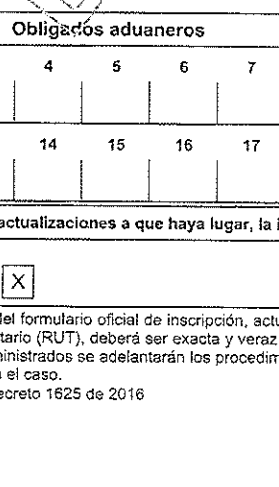 Obligados aduaneros
4 5 6 7
14 15 16 17
actualizaciones a que haya lugar, la i
X
del formulario oficial de inscripción, actu
tario (RUT), deberá ser exacta y veraz
ministrados se adelantarán los procedim
el caso.
ecreto 1625 de 2016